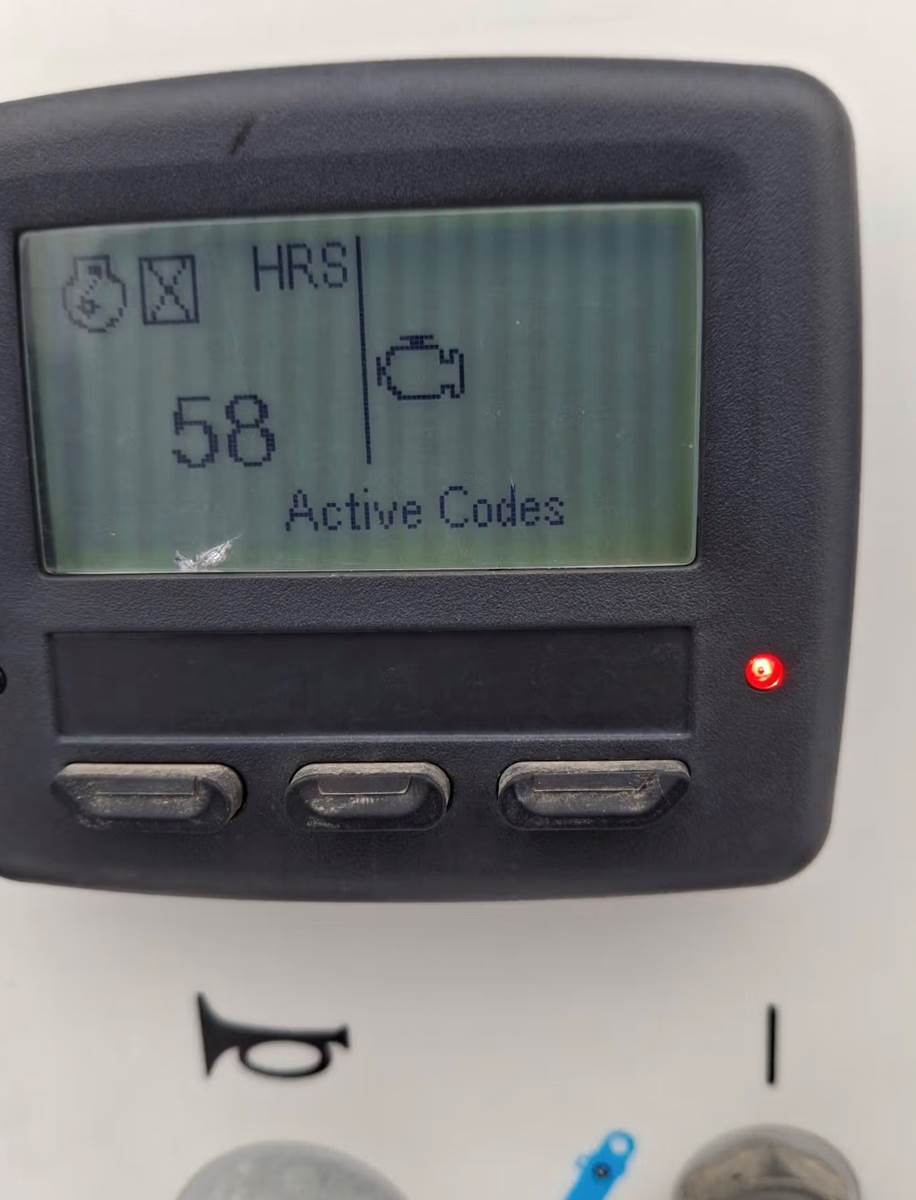 HRS
58
Active Codes